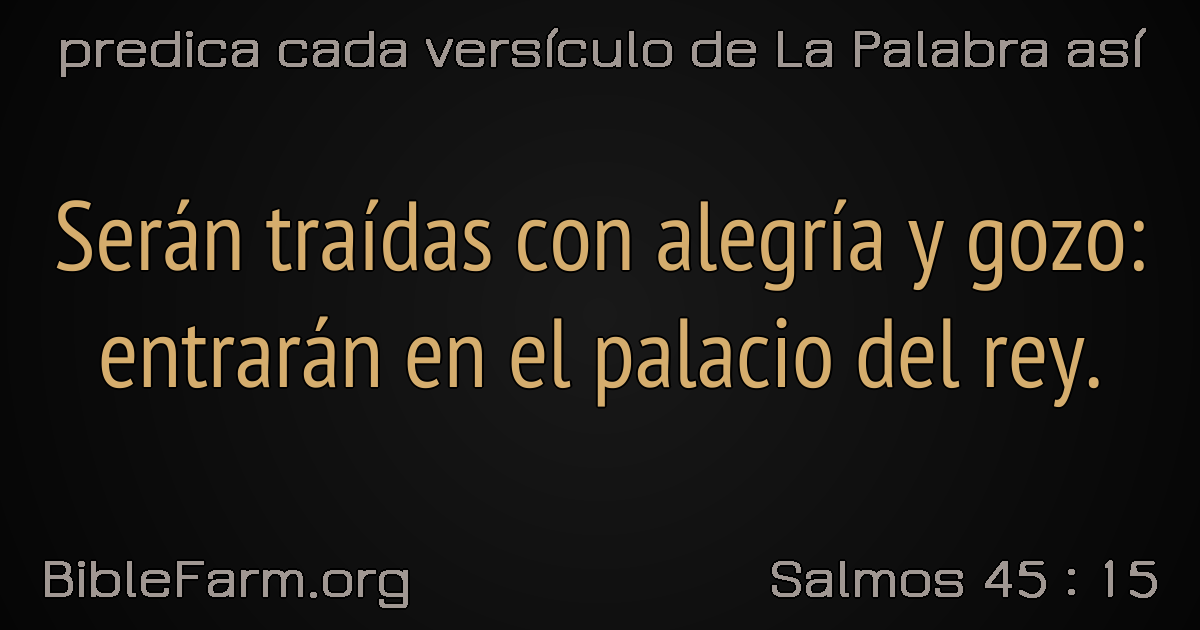 predica cada versículo de La Palabra así
Serán traídas con alegría y gozo:
entrarán en el palacio del rey.
BibleFarm.org
Salmos 45 : 15